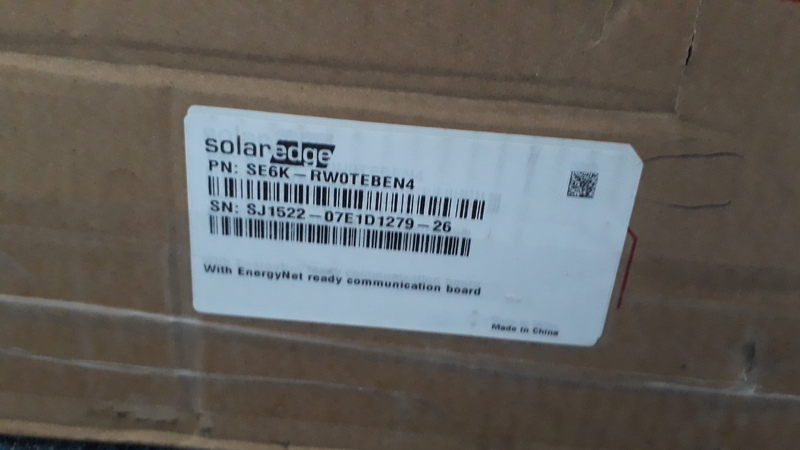 solaredge
PN: SE6K-RW0TEBEN4
SN: SJ1522-07E1D1279-26
With EnergyNet ready communication board
Made in China